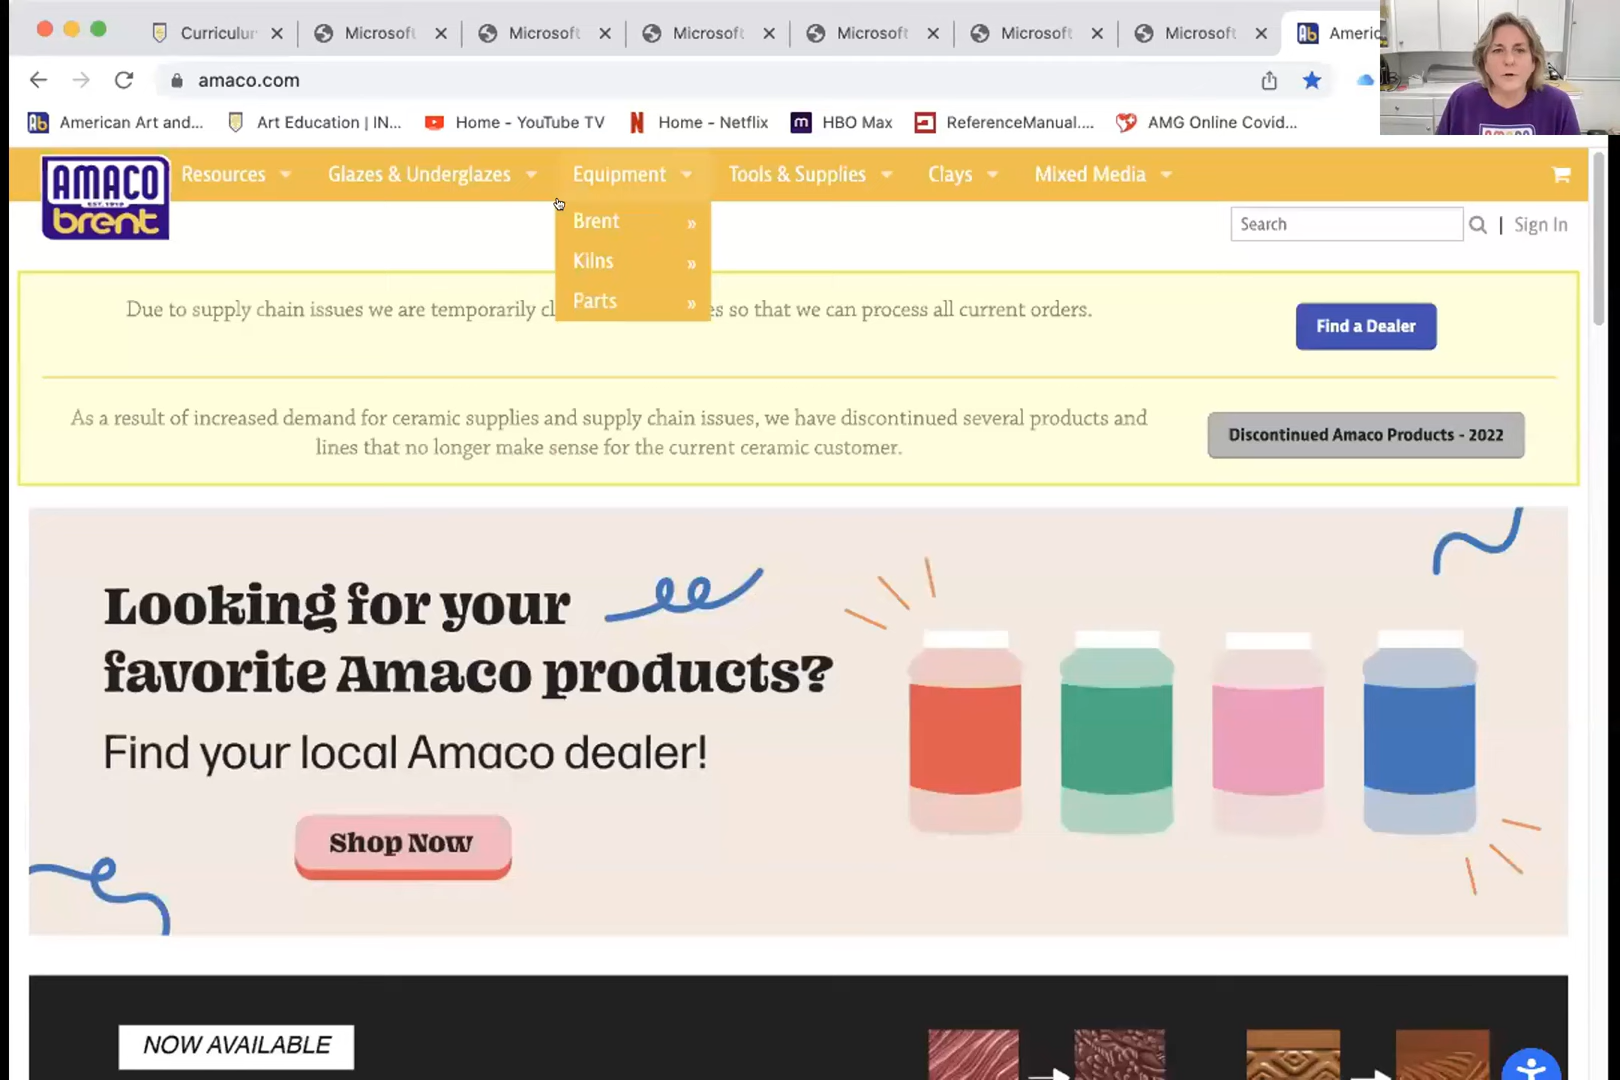 Curriculur
Microsoft
Microsoft
Microsoft
Microsoft
Microsoft
Microsoft
Ab
Americ
amaco.com
Ab American Art and...
Art Education | IN...
Home - YouTube TV
N Home - Netflix
m HBO Max
ReferenceManual....
AMG Online Covid...
AMACO
EST. 1919
brent
Resources
Glazes & Underglazes
Equipment
Tools & Supplies
Clays
Mixed Media
Brent »
Kilns »
Parts »
Search
| Sign In
Due to supply chain issues we are temporarily cl
es so that we can process all current orders.
Find a Dealer
As a result of increased demand for ceramic supplies and supply chain issues, we have discontinued several products and
lines that no longer make sense for the current ceramic customer.
Discontinued Amaco Products - 2022
Looking for your
favorite Amaco products?
Find your local Amaco dealer!
Shop Now
NOW AVAILABLE